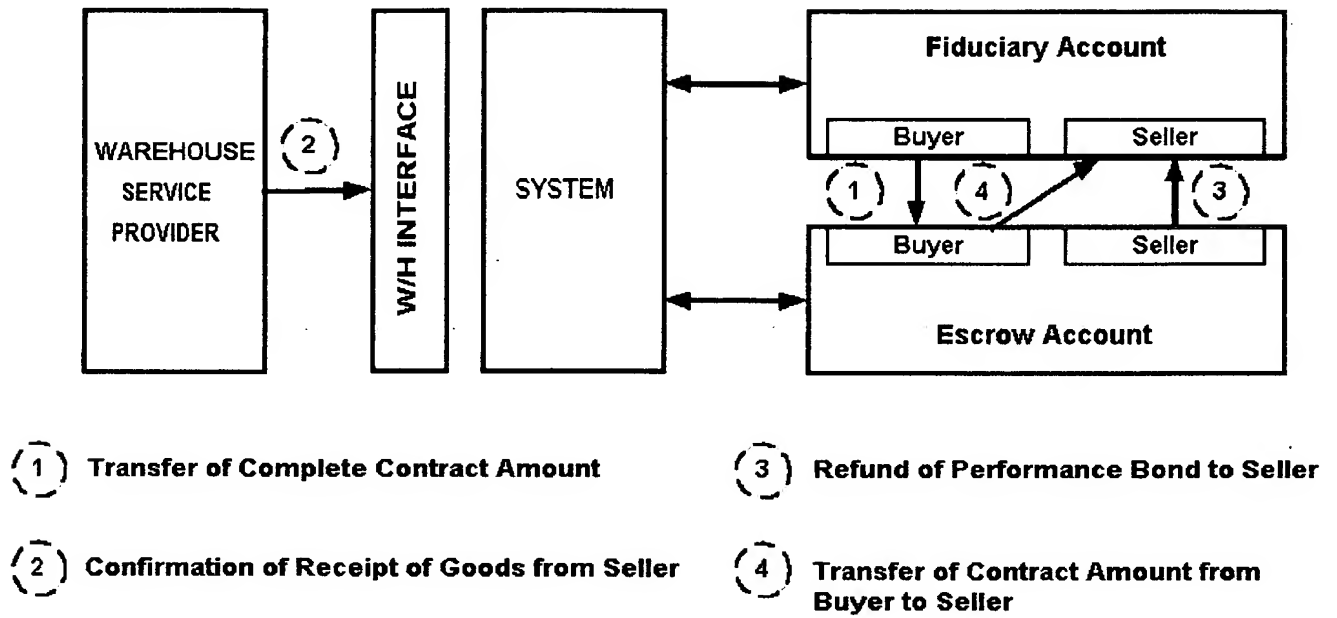 WAREHOUSE
SERVICE
PROVIDER
2
W/H INTERFACE
SYSTEM
Fiduciary Account
Buyer
Seller
1
4
3
Buyer
Seller
Escrow Account
1 Transfer of Complete Contract Amount
2 Confirmation of Receipt of Goods from Seller
3 Refund of Performance Bond to Seller
4 Transfer of Contract Amount from
Buyer to Seller